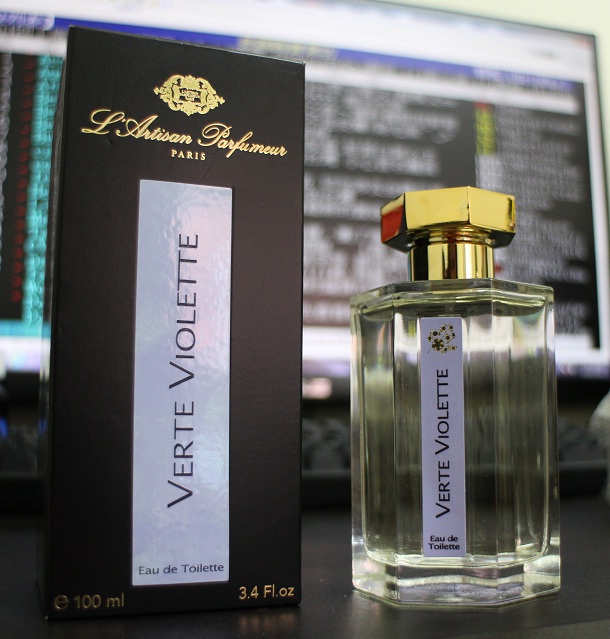 L'Artisan Parfumeur
PARIS
VERTE VIOLETTE
Eau de Toilette
℮ 100 ml
3.4 Fl.oz
VERTE VIOLETTE
Eau de
Toilette